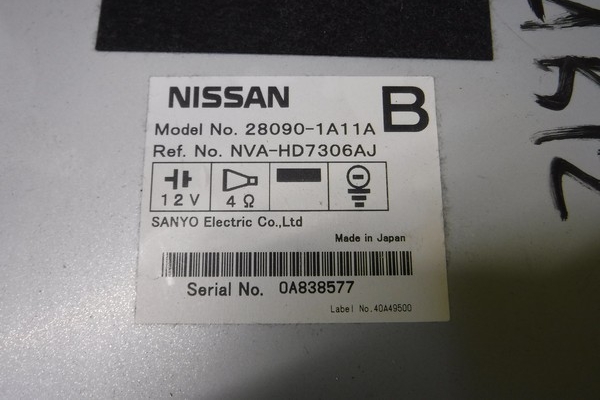 NISSAN
B
Model No. 28090-1A11A
Ref. No. NVA-HD7306AJ
12V
4Ω
SANYO Electric Co.,Ltd
Made in Japan
Serial No. 0A838577
Label No.40A49500